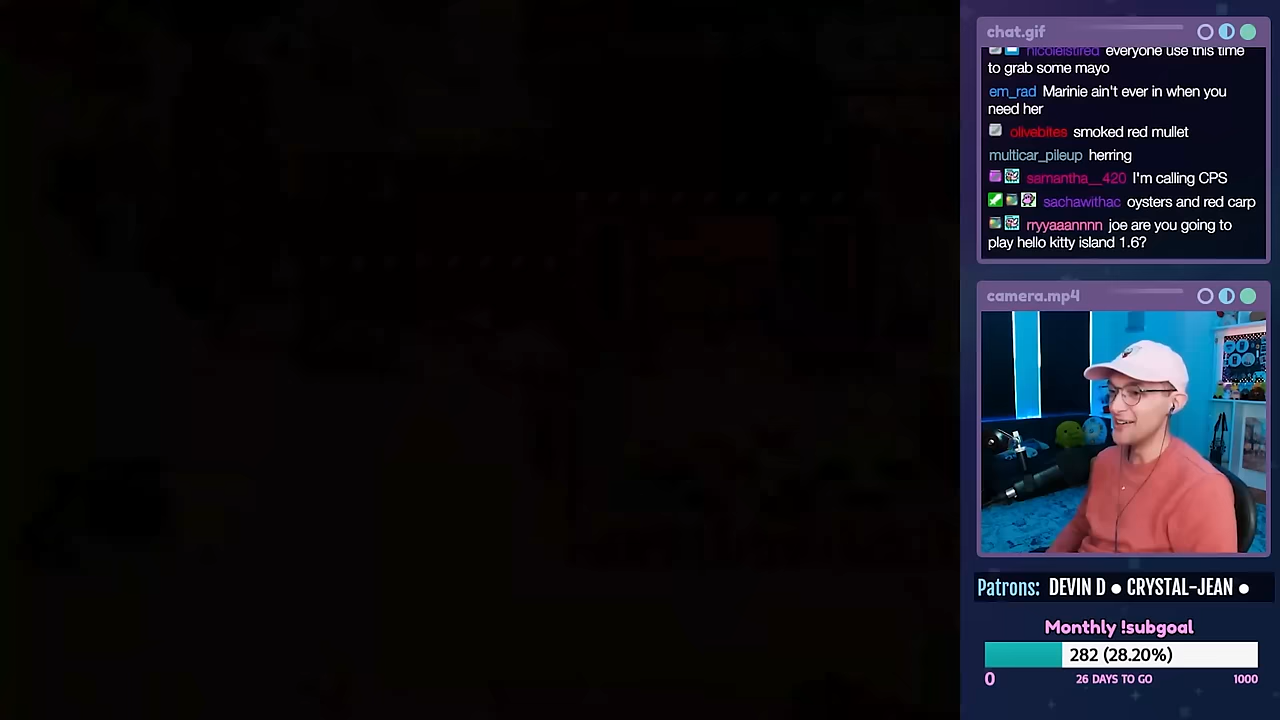 chat.gif
nicoleistired everyone use this time
to grab some mayo
em_rad Marinie ain't ever in when you
need her
olivebites smoked red mullet
multicar_pileup herring
samantha__420 I'm calling CPS
sachawithac oysters and red carp
rryyaaannnn joe are you going to
play hello kitty island 1.6?
camera.mp4
Patrons: DEVIN D ● CRYSTAL-JEAN ●
Monthly !subgoal
282 (28.20%)
0 26 DAYS TO GO 1000